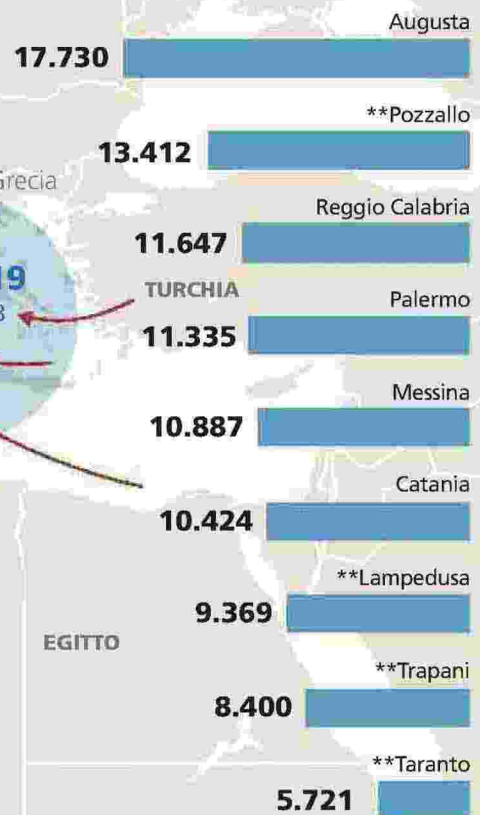 Augusta
17.730
**Pozzallo
13.412
Grecia
Reggio Calabria
11.647
19
TURCHIA
Palermo
11.335
Messina
10.887
Catania
10.424
**Lampedusa
9.369
EGITTO
**Trapani
8.400
**Taranto
5.721